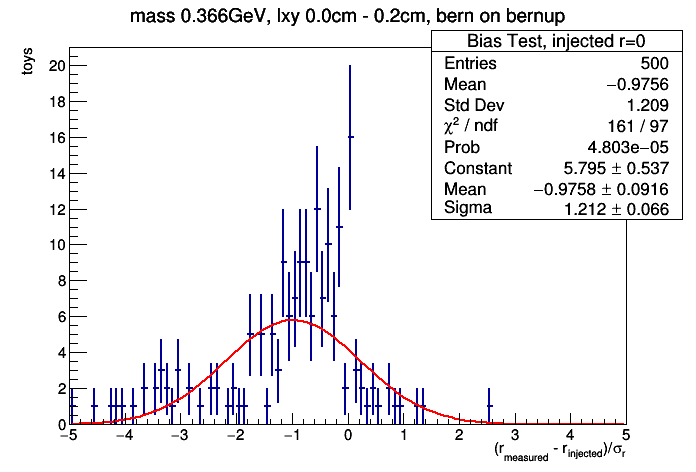 mass 0.366GeV, lxy 0.0cm - 0.2cm, bern on bernup
Bias Test, injected r=0
Entries 500
Mean −0.9756
Std Dev 1.209
χ² / ndf 161 / 97
Prob 4.803e−05
Constant 5.795 ± 0.537
Mean −0.9758 ± 0.0916
Sigma 1.212 ± 0.066
toys
20
18
16
14
12
10
8
6
4
2
0
−5 −4 −3 −2 −1 0 1 2 3 4 5
(r_measured - r_injected)/σ_r